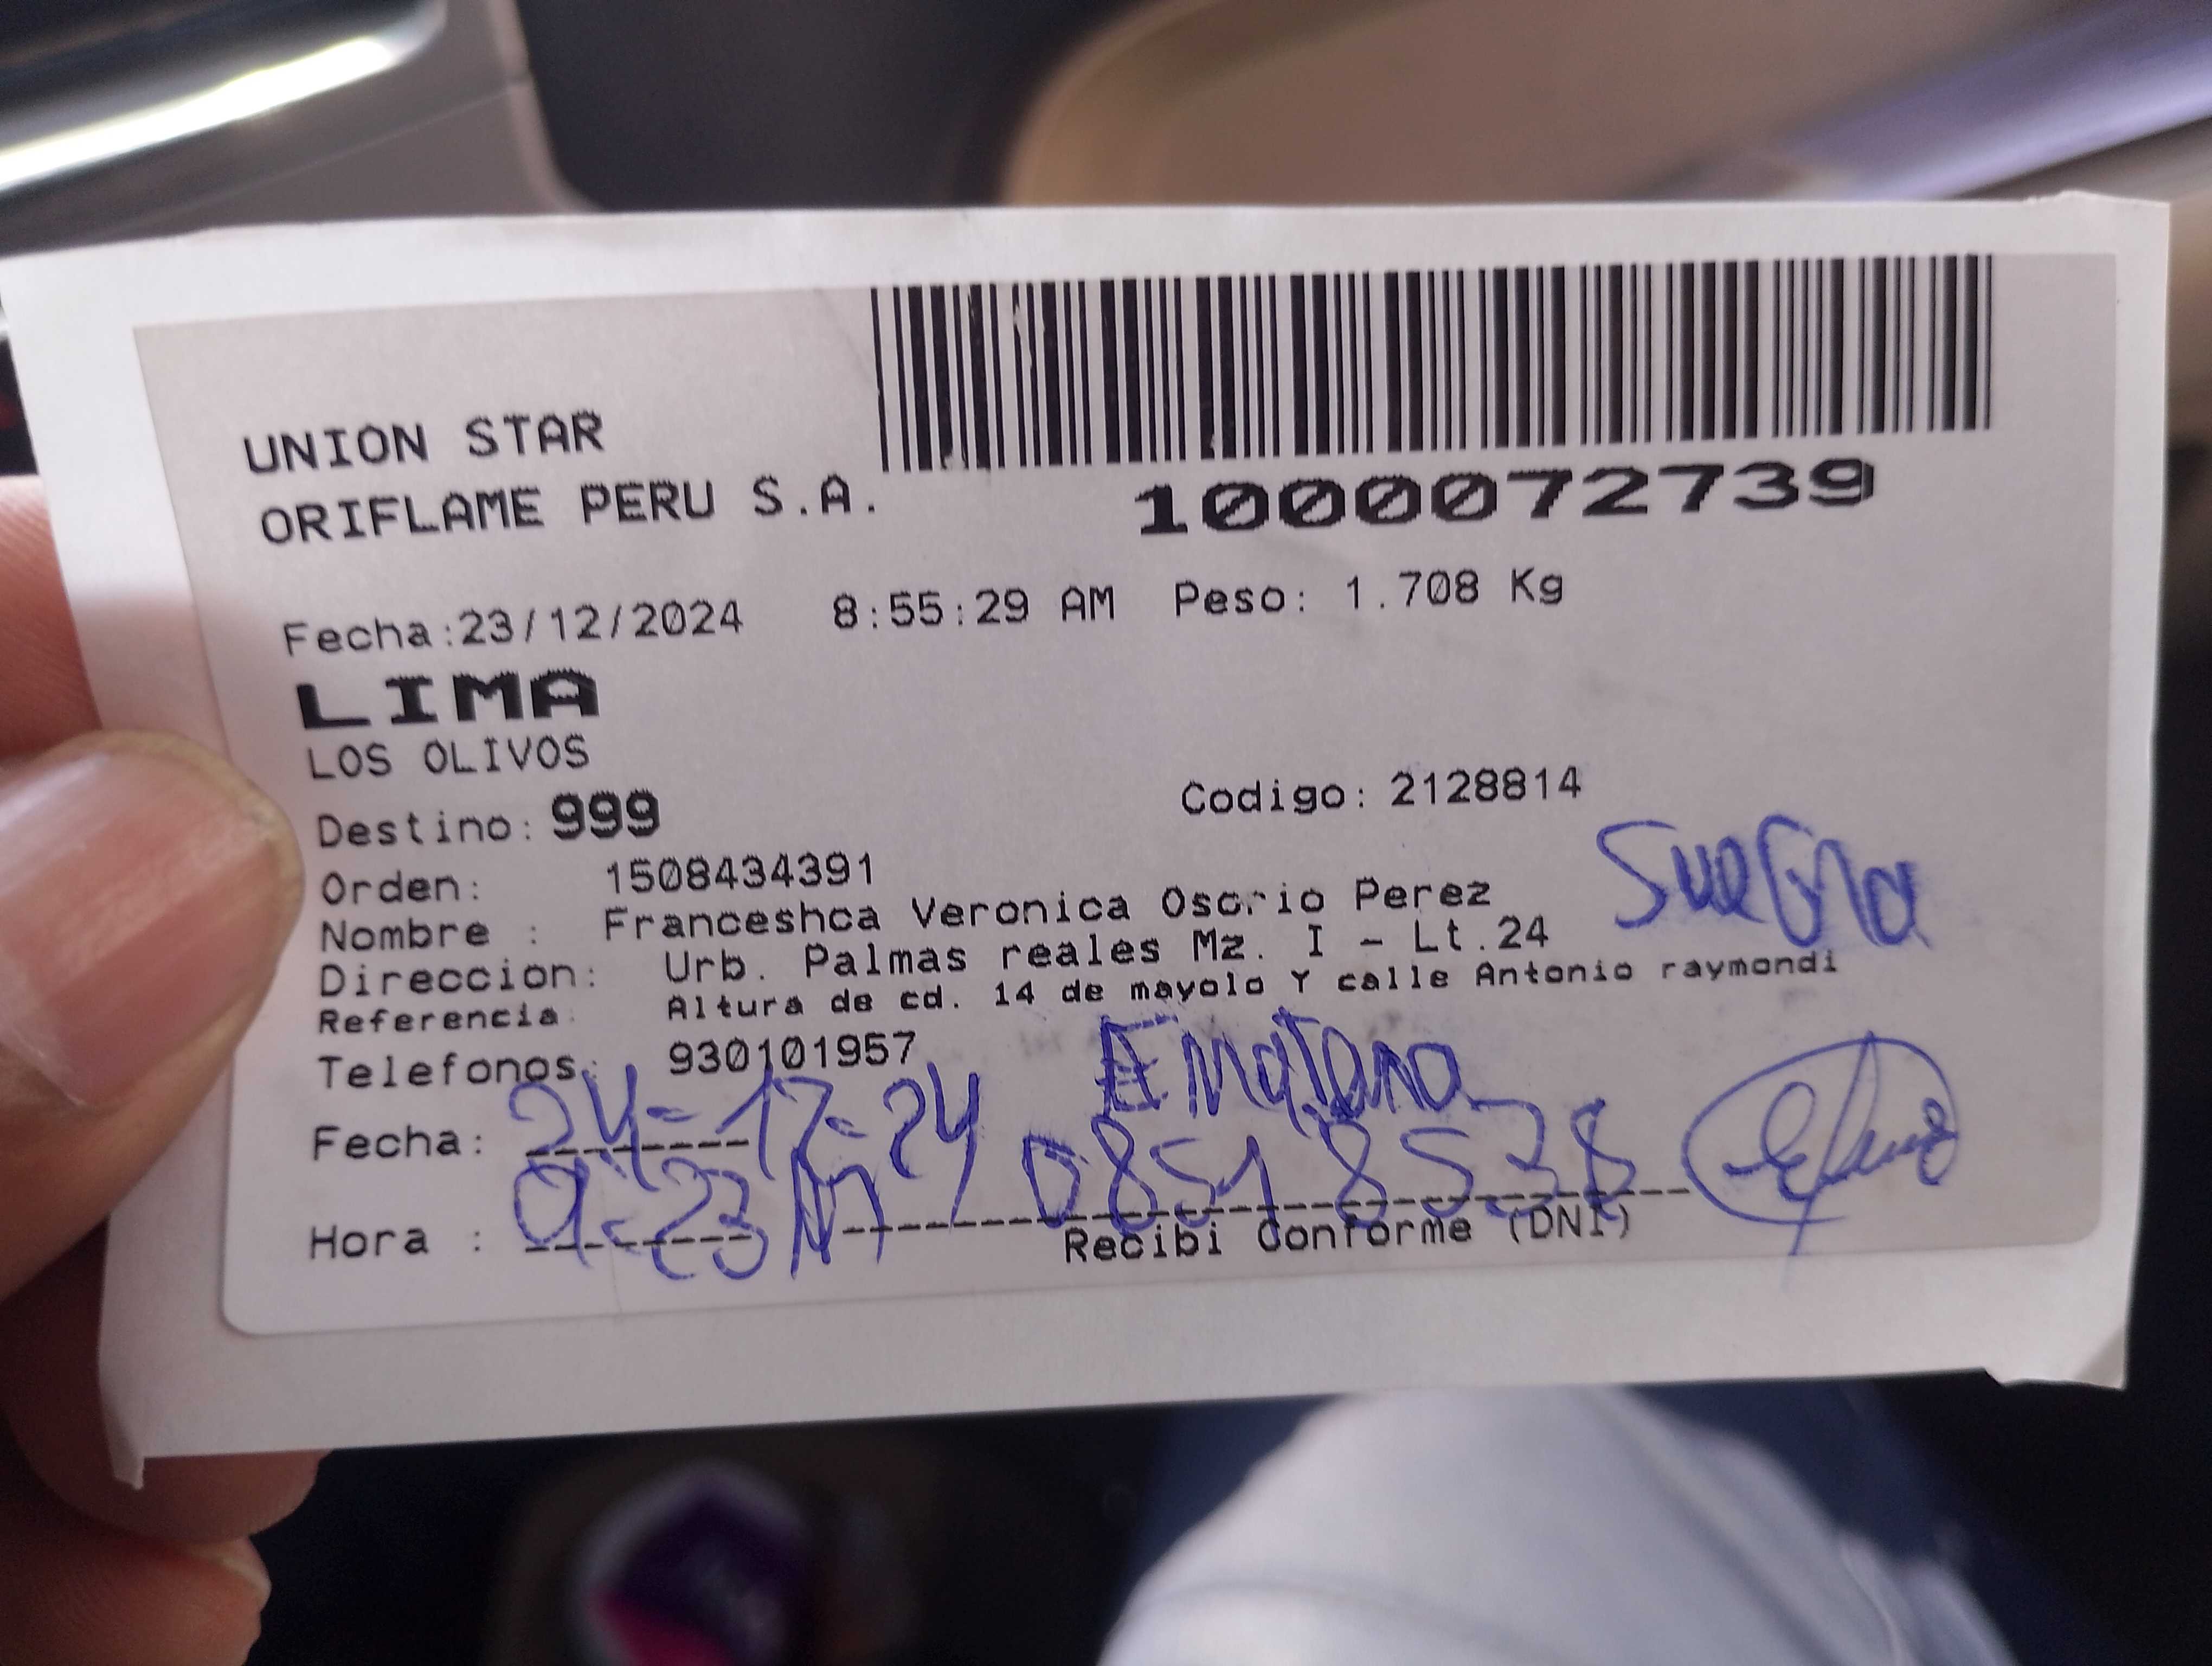 UNION STAR
ORIFLAME PERU S.A.
1000072739
Fecha:23/12/2024 8:55:29 AM Peso: 1.708 Kg
LIMA
LOS OLIVOS
Destino: 999 Codigo: 2128814
Orden: 1508434391
Nombre : Franceshca Veronica Osorio Perez
Suegra
Direccion: Urb. Palmas reales Mz. I - Lt.24
Referencia: Altura de cd. 14 de mayolo Y calle Antonio raymondi
Telefonos: 930101957
Fecha: 24-12-24
Hora : 9:23
Recibi Conforme (DNI)